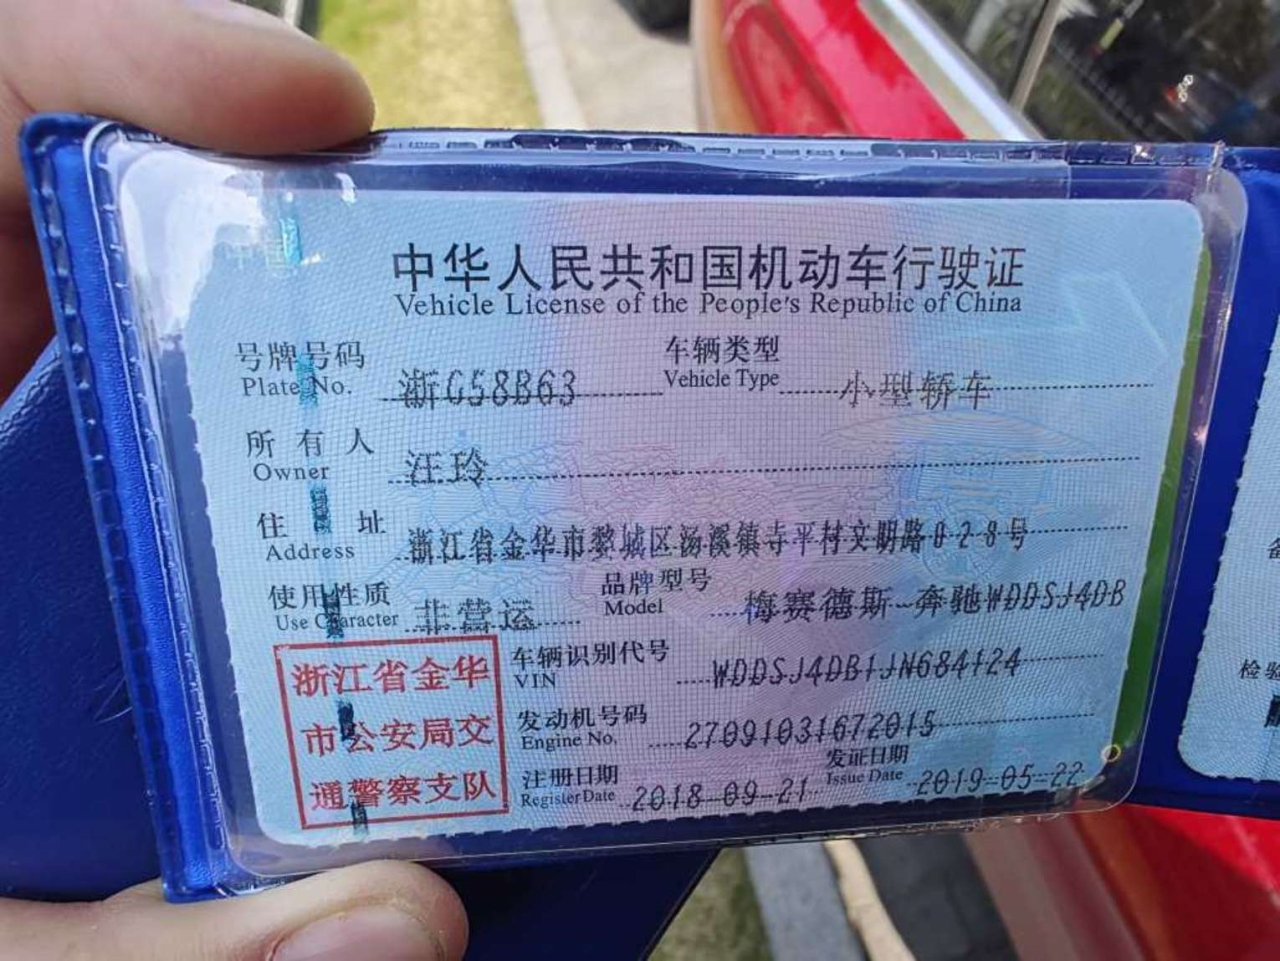 中华人民共和国机动车行驶证
Vehicle License of the People's Republic of China
号牌号码 浙G58B63 车辆类型 小型轿车
Plate No. Vehicle Type
所有人 汪玲
Owner
住址 浙江省金华市婺城区汤溪镇寺平村文明路028号
Address
使用性质 非营运 品牌型号 梅赛德斯-奔驰WDDSJ4DB
Use Character Model
浙江省金华
市公安局交
通警察支队
车辆识别代号 WDDSJ4DB1JN684124
VIN
发动机号码 27091031672015
Engine No.
注册日期 2018-09-21 发证日期 2019-05-22
Register Date Issue Date
检验